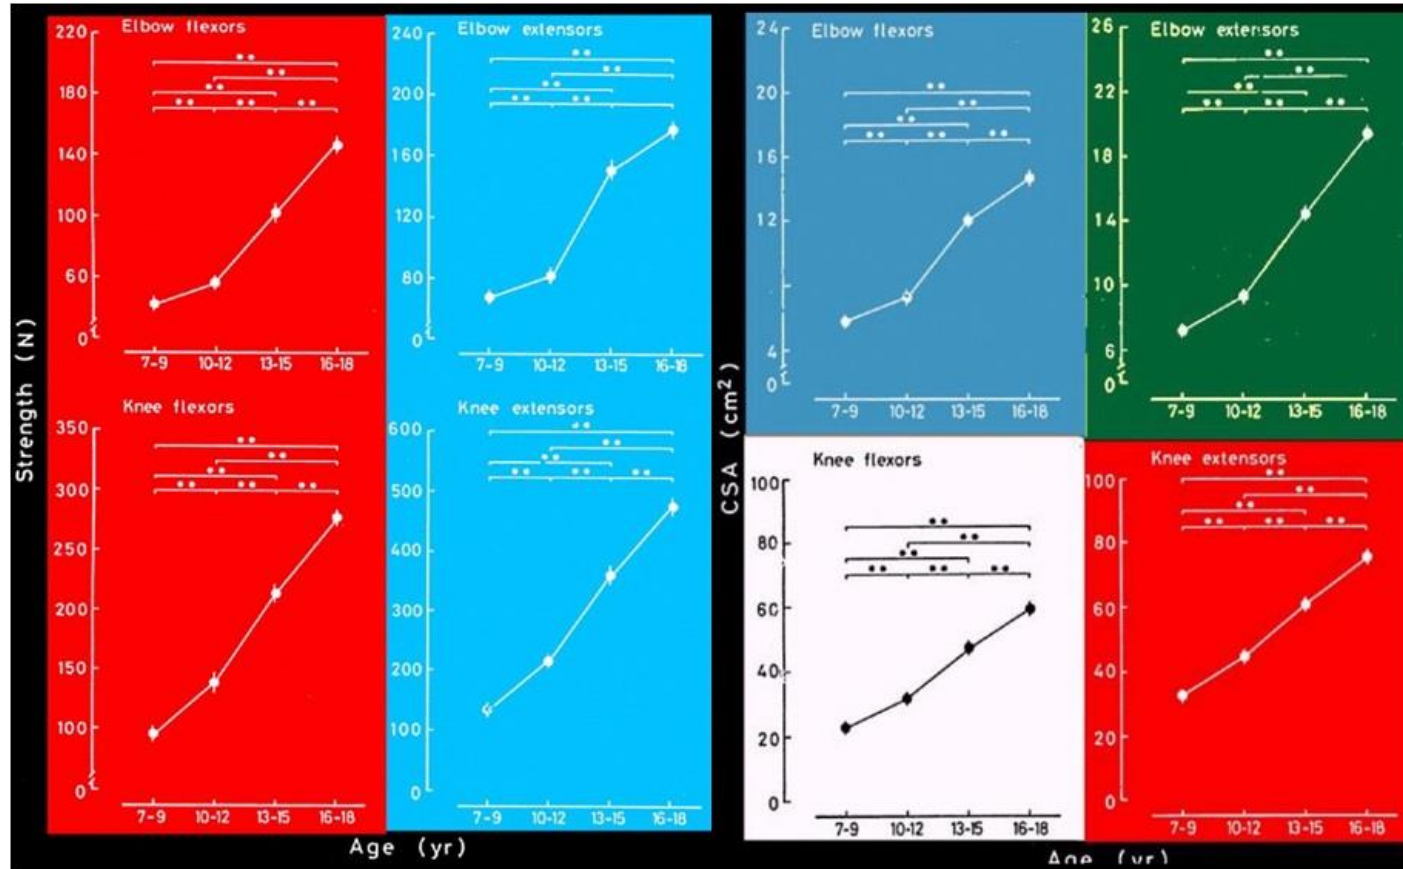 Elbow flexors
220
180
140
100
60
0
7-9 10-12 13-15 16-18
Elbow extensors
240
200
160
120
80
0
7-9 10-12 13-15 16-18
Knee flexors
350
300
250
200
150
100
0
7-9 10-12 13-15 16-18
Knee extensors
600
500
400
300
200
100
0
7-9 10-12 13-15 16-18
Strength (N)
Age (yr)
Elbow flexors
24
20
16
12
4
0
7-9 10-12 13-15 16-18
Elbow extensors
26
22
18
14
10
6
0
7-9 10-12 13-15 16-18
Knee flexors
100
80
60
40
20
0
7-9 10-12 13-15 16-18
Knee extensors
100
80
60
40
20
0
7-9 10-12 13-15 16-18
CSA (cm²)
Age (yr)